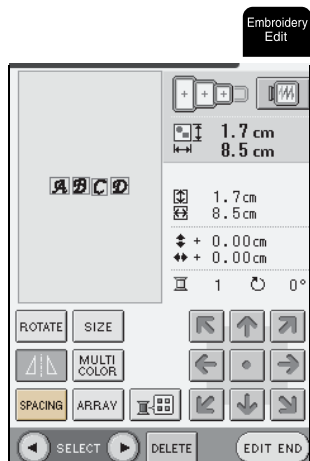 Embroidery
Edit
1.7 cm
8.5 cm
A B C D
1.7cm
8.5cm
+ 0.00cm
+ 0.00cm
1 0°
ROTATE SIZE
MULTI
COLOR
SPACING ARRAY
SELECT DELETE EDIT END